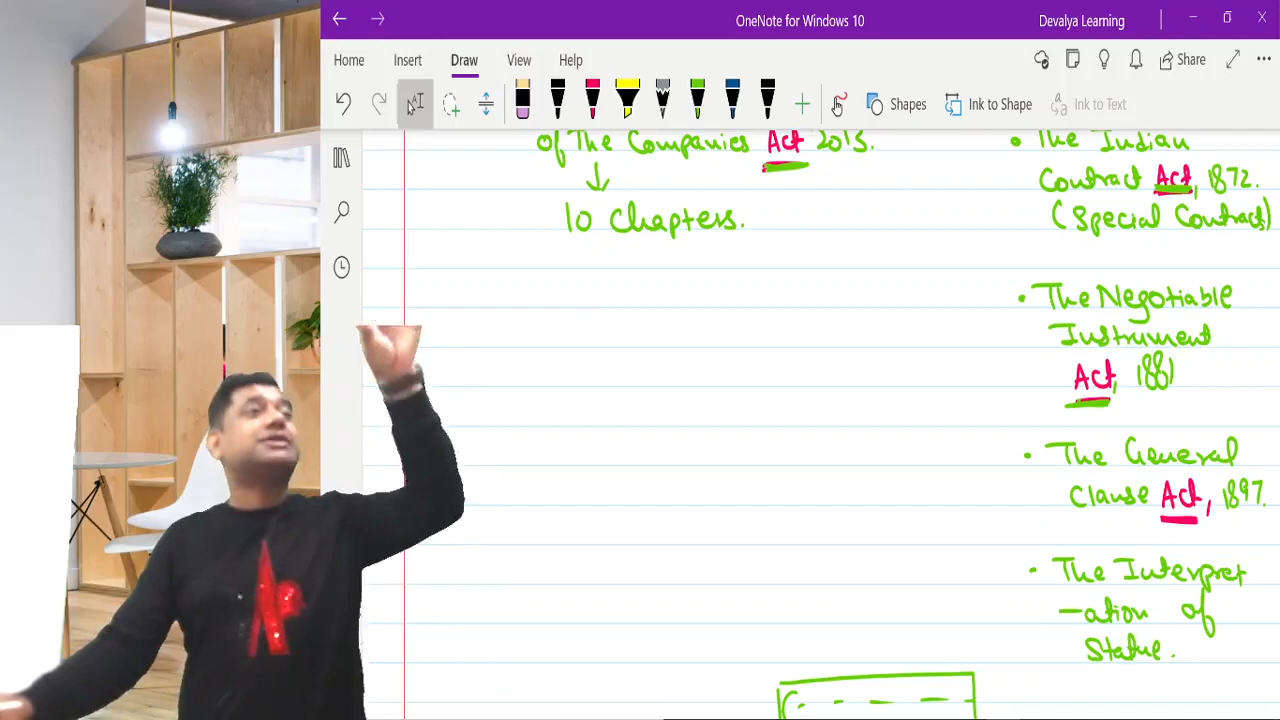 OneNote for Windows 10
Devalya Learning
Home Insert Draw View Help
Share
Shapes Ink to Shape Ink to Text
of The Companies Act 2013.
10 Chapters.
• The Indian
Contract Act, 1872.
(Special Contract)
• The Negotiable
Instrument
Act, 1881
• The General
Clause Act, 1897.
• The Interpret
-ation of
Statue.